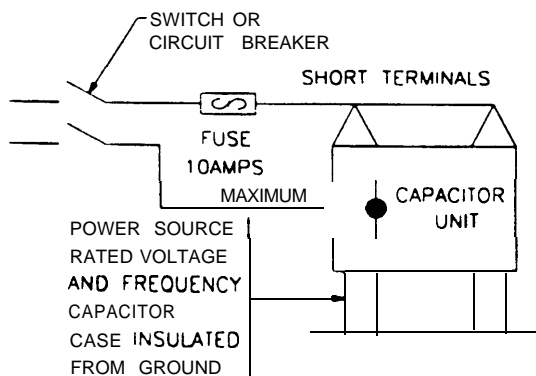 SWITCH OR
CIRCUIT BREAKER
SHORT TERMINALS
FUSE
10AMPS
MAXIMUM
CAPACITOR
UNIT
POWER SOURCE
RATED VOLTAGE
AND FREQUENCY
CAPACITOR
CASE INSULATED
FROM GROUND